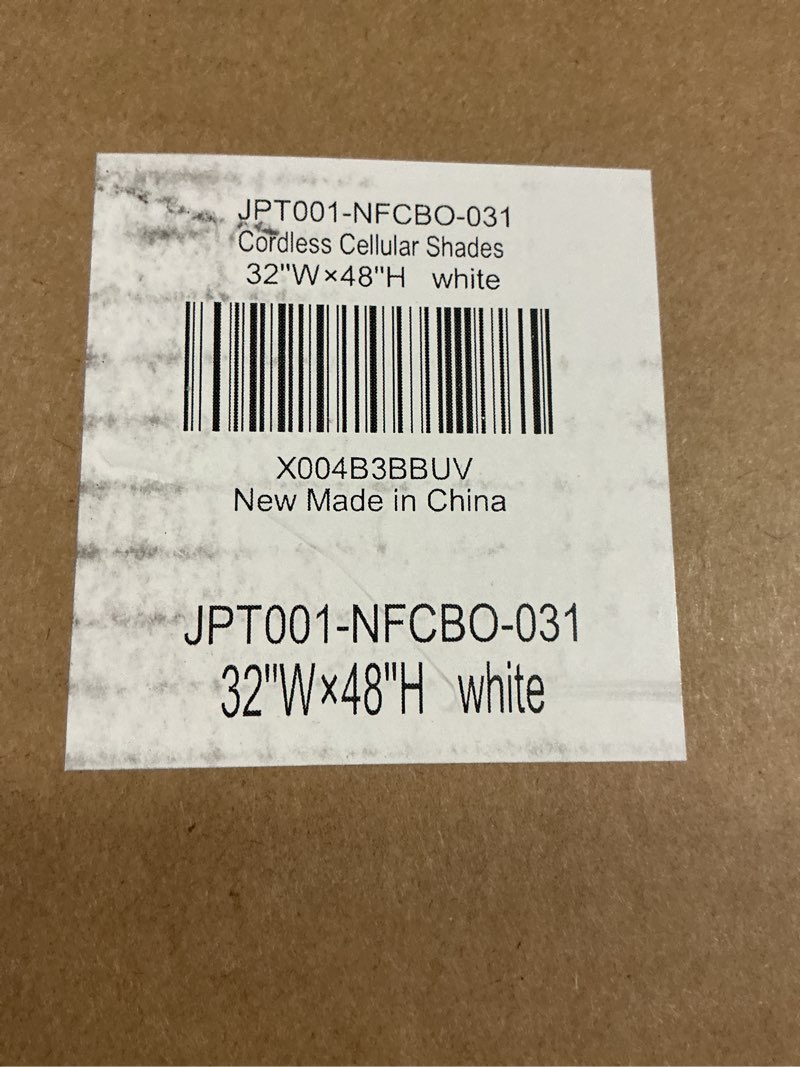 JPT001-NFCBO-031
Cordless Cellular Shades
32"W×48"H white
X004B3BBUV
New Made in China
JPT001-NFCBO-031
32"W×48"H white